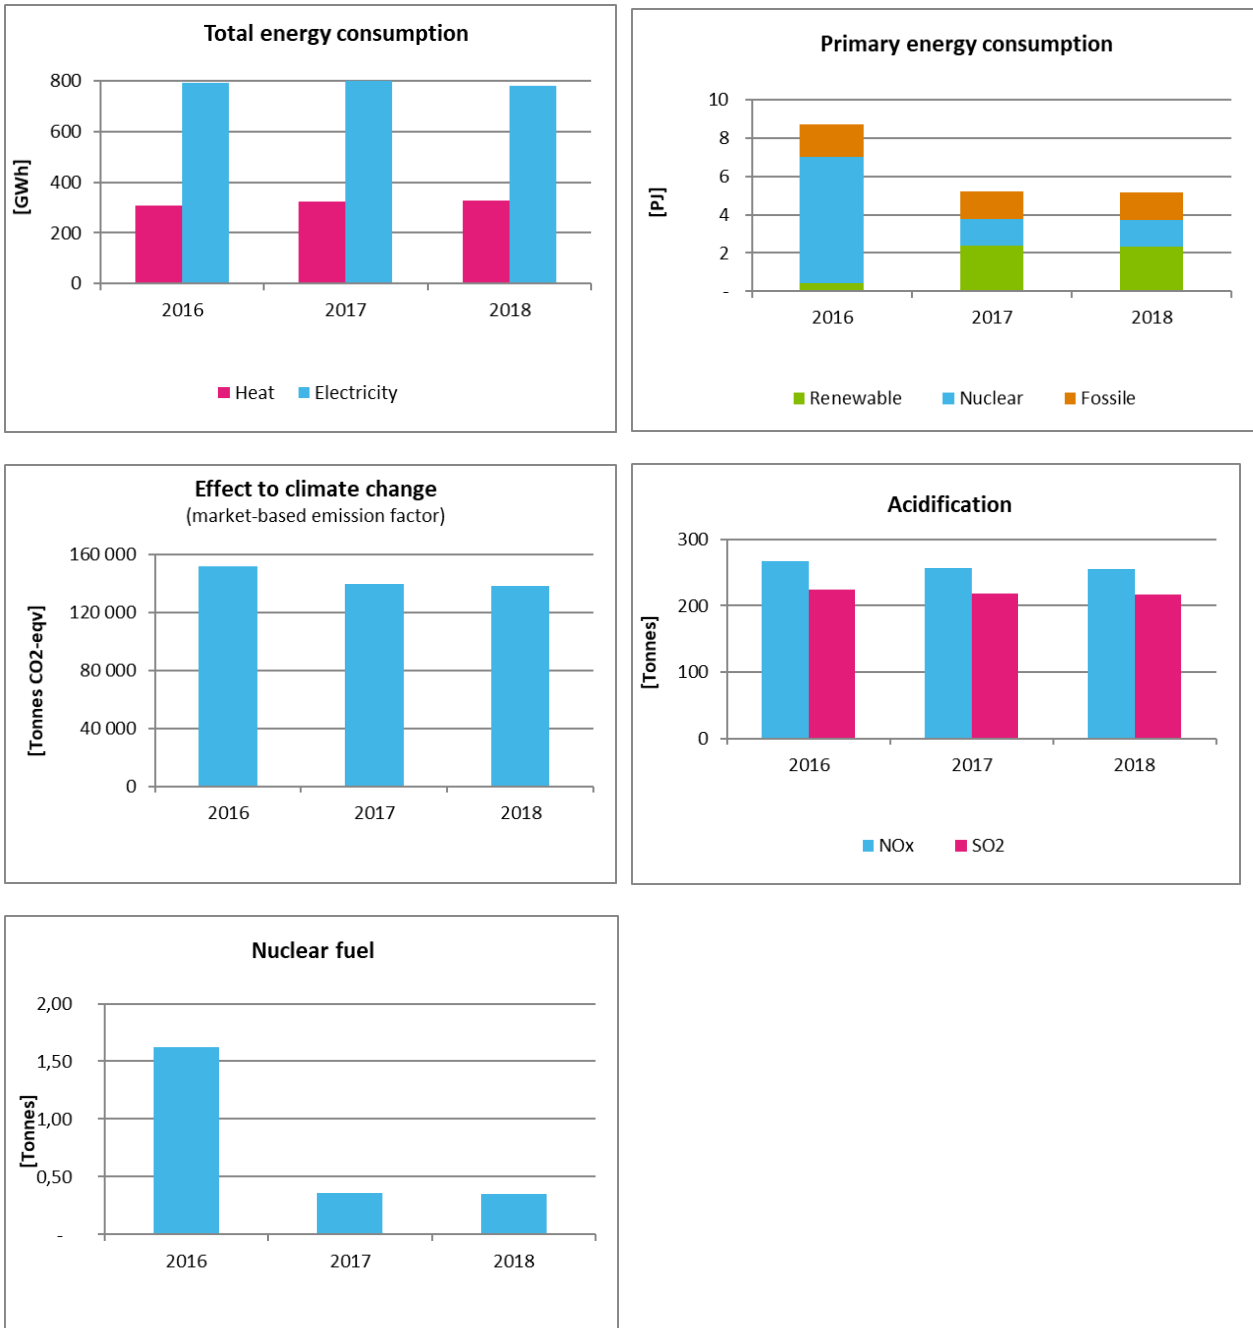 Total energy consumption
[GWh]
800
600
400
200
0
2016
2017
2018
Heat
Electricity
Primary energy consumption
[PJ]
10
8
6
4
2
-
2016
2017
2018
Renewable
Nuclear
Fossile
Effect to climate change
(market-based emission factor)
[Tonnes CO2-eqv]
160 000
120 000
80 000
40 000
0
2016
2017
2018
Acidification
[Tonnes]
300
200
100
0
2016
2017
2018
NOx
SO2
Nuclear fuel
[Tonnes]
2,00
1,50
1,00
0,50
-
2016
2017
2018